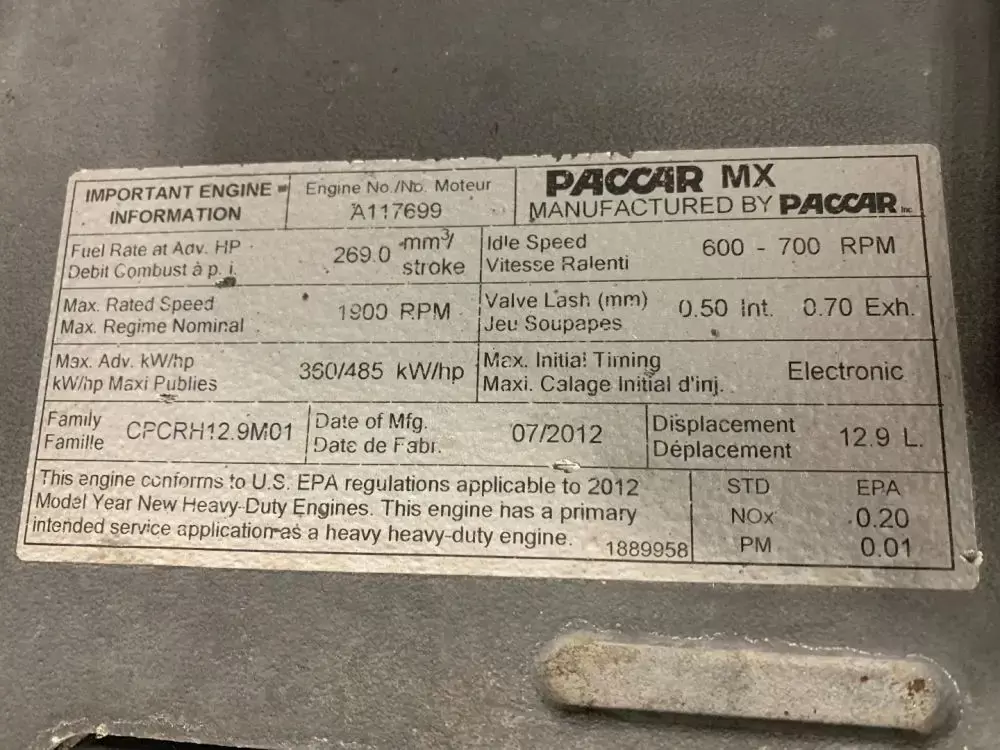 IMPORTANT ENGINE
INFORMATION
Engine No./No. Moteur
A117699
PACCAR MX
MANUFACTURED BY PACCAR Inc
Fuel Rate at Adv. HP
Debit Combust à p. i.
269.0 mm³/
stroke
Idle Speed
Vitesse Ralenti
600 - 700 RPM
Max. Rated Speed
Max. Regime Nominal
1900 RPM
Valve Lash (mm)
Jeu Soupapes
0.50 Int. 0.70 Exh.
Max. Adv. kW/hp
kW/hp Maxi Publies
360/485 kW/hp
Max. Initial Timing
Maxi. Calage Initial d'inj.
Electronic
Family
Famille
CPCRH12.9M01
Date of Mfg.
Date de Fabr.
07/2012
Displacement
Déplacement
12.9 L.
This engine conforms to U.S. EPA regulations applicable to 2012
Model Year New Heavy-Duty Engines. This engine has a primary
intended service application as a heavy heavy-duty engine.
1889958
STD EPA
NOx 0.20
PM 0.01